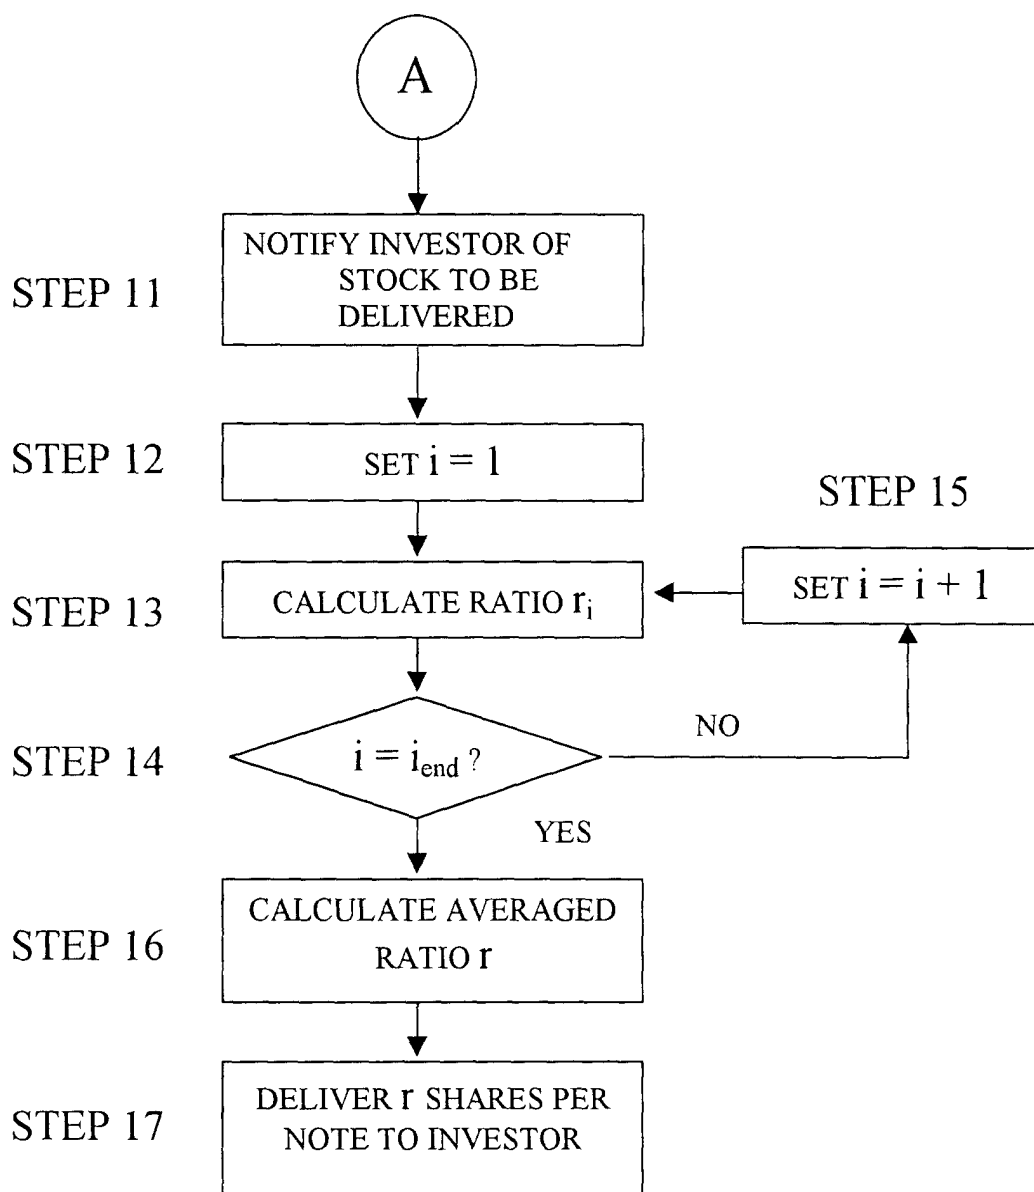 A
STEP 11
NOTIFY INVESTOR OF
STOCK TO BE
DELIVERED
STEP 12
SET i = 1
STEP 15
SET i = i + 1
STEP 13
CALCULATE RATIO rᵢ
STEP 14
i = i_end ?
NO
YES
STEP 16
CALCULATE AVERAGED
RATIO r
STEP 17
DELIVER r SHARES PER
NOTE TO INVESTOR